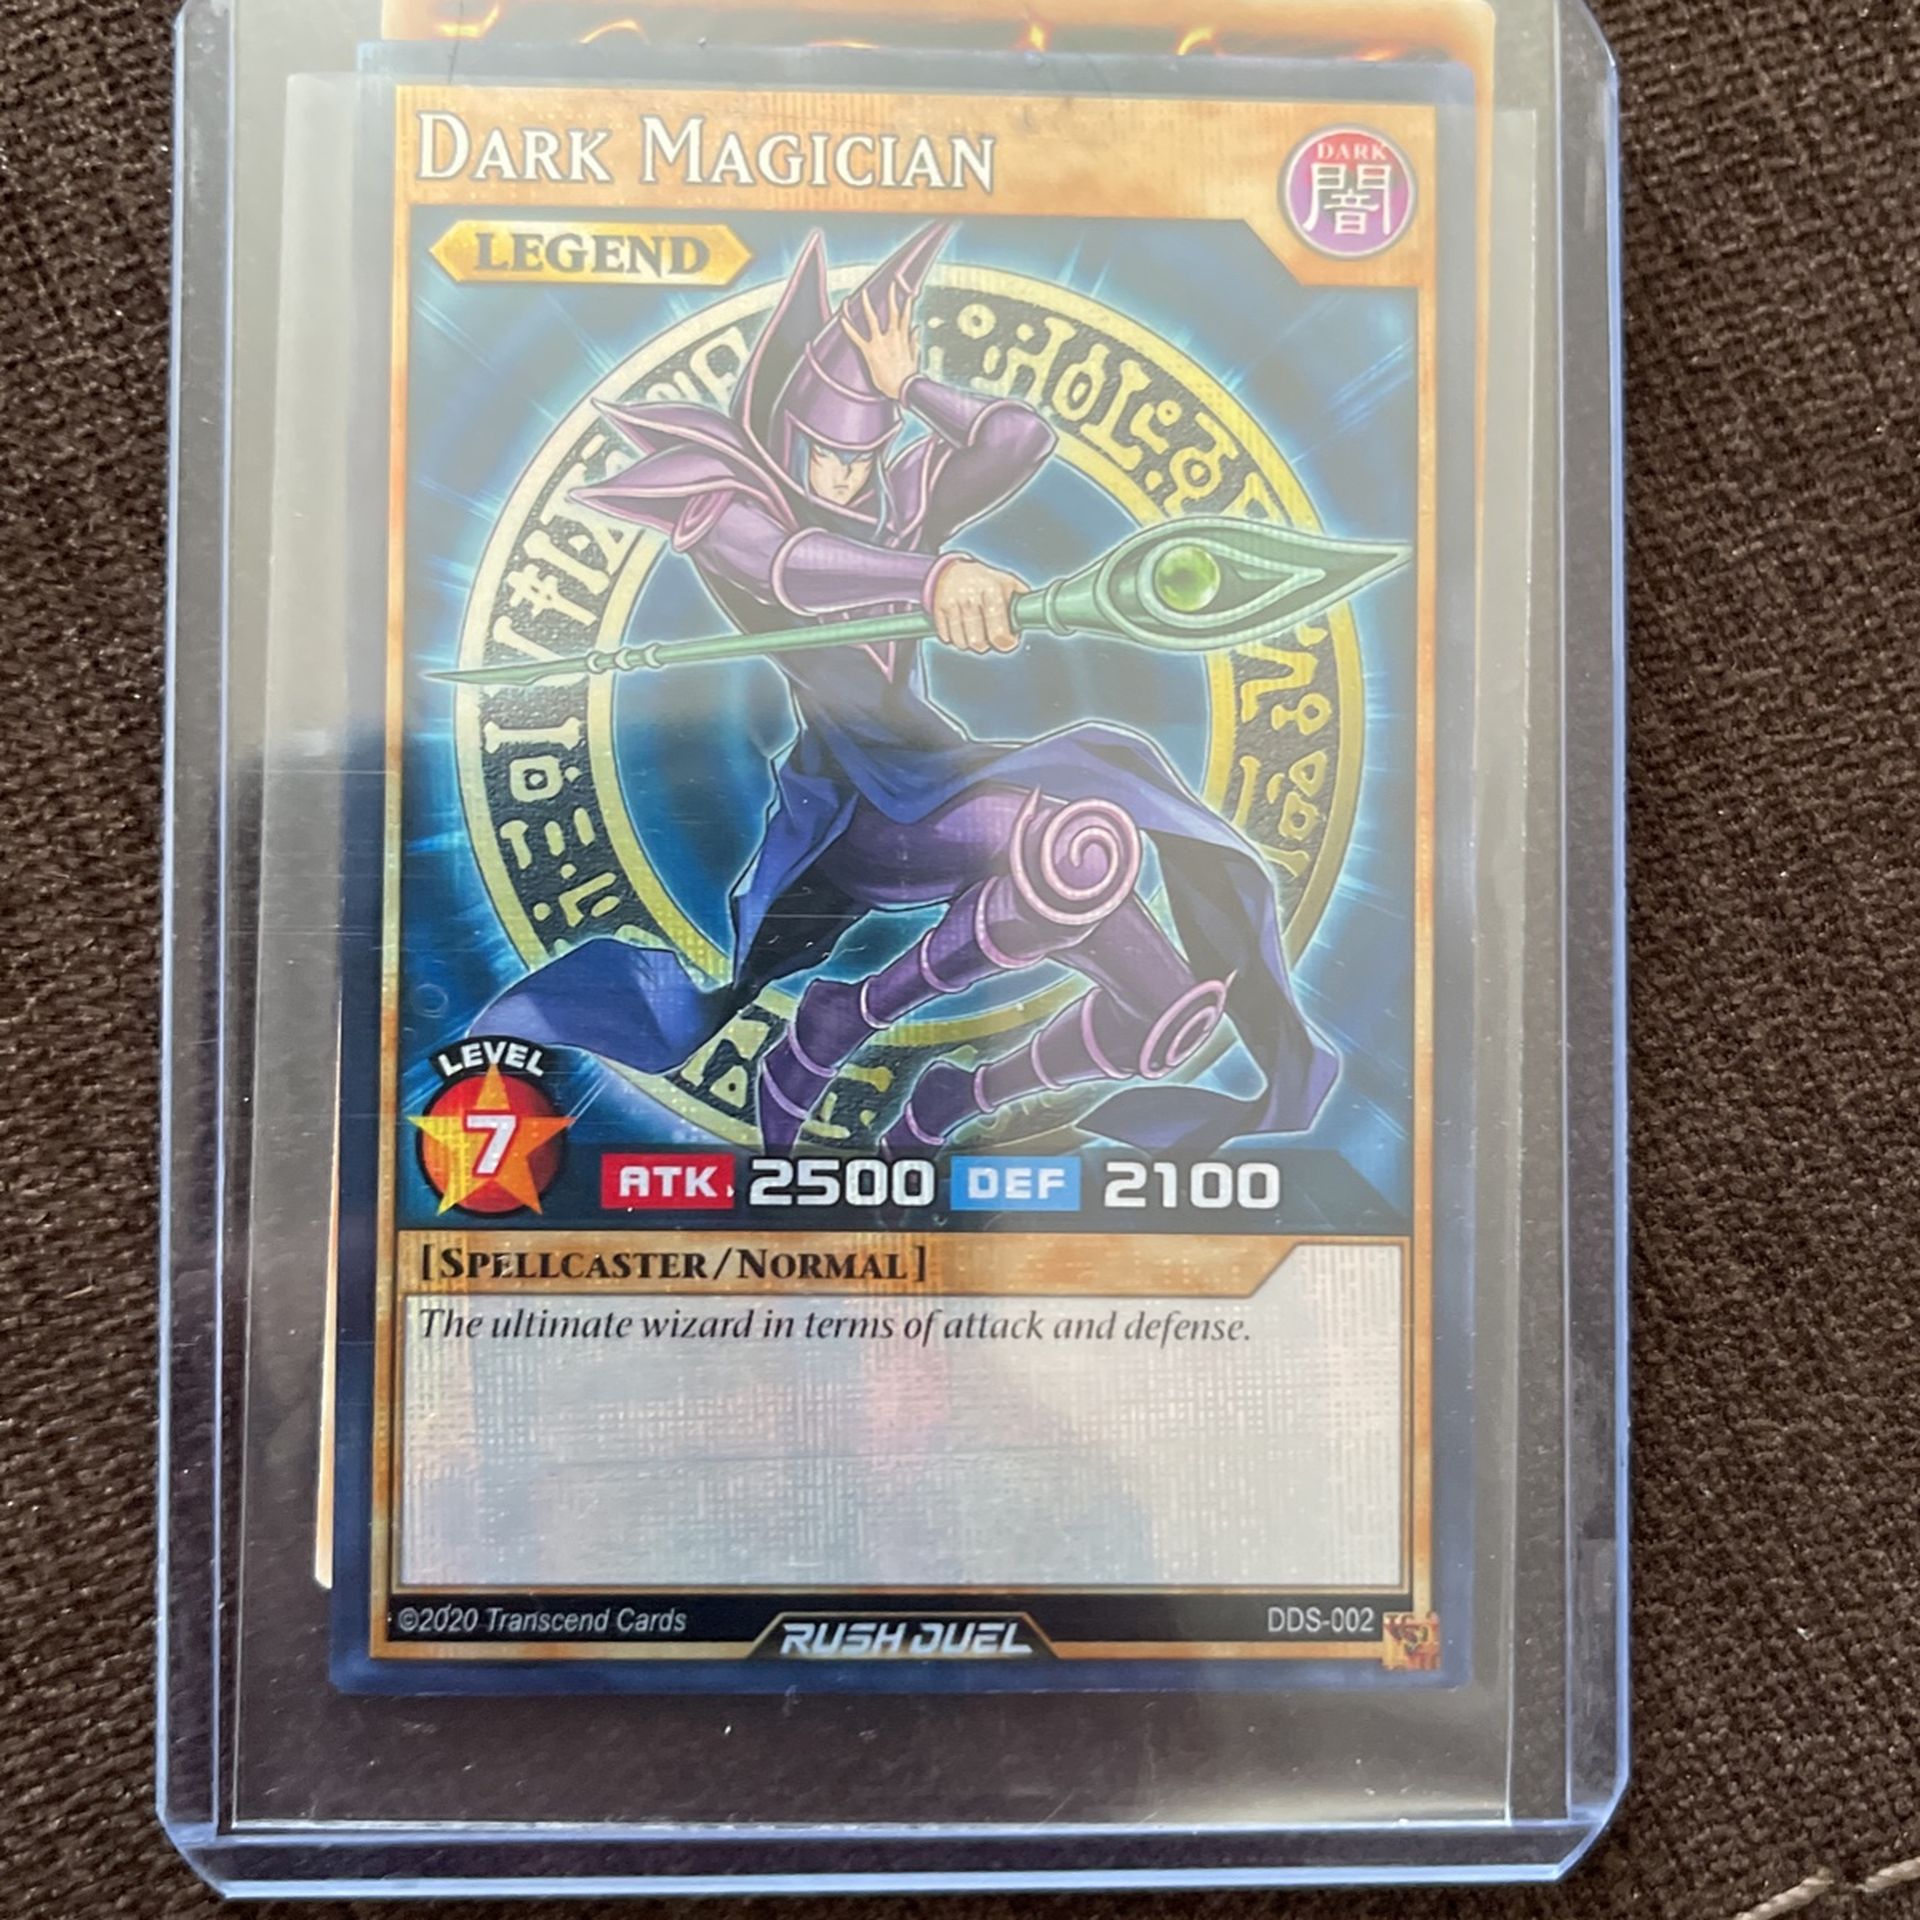 DARK MAGICIAN
DARK
闇
LEGEND
LEVEL
7
ATK 2500 DEF 2100
[SPELLCASTER/NORMAL]
The ultimate wizard in terms of attack and defense.
©2020 Transcend Cards
RUSH DUEL
DDS-002